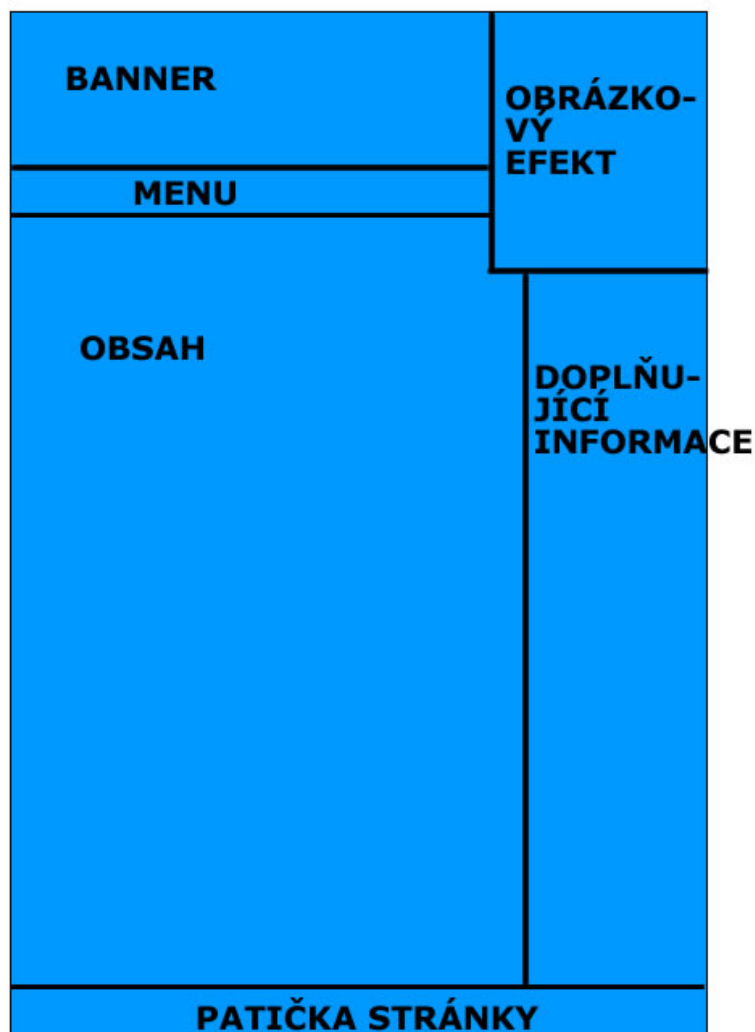 BANNER
OBRÁZKO-
VÝ
EFEKT
MENU
OBSAH
DOPLŇU-
JÍCÍ
INFORMACE
PATIČKA STRÁNKY